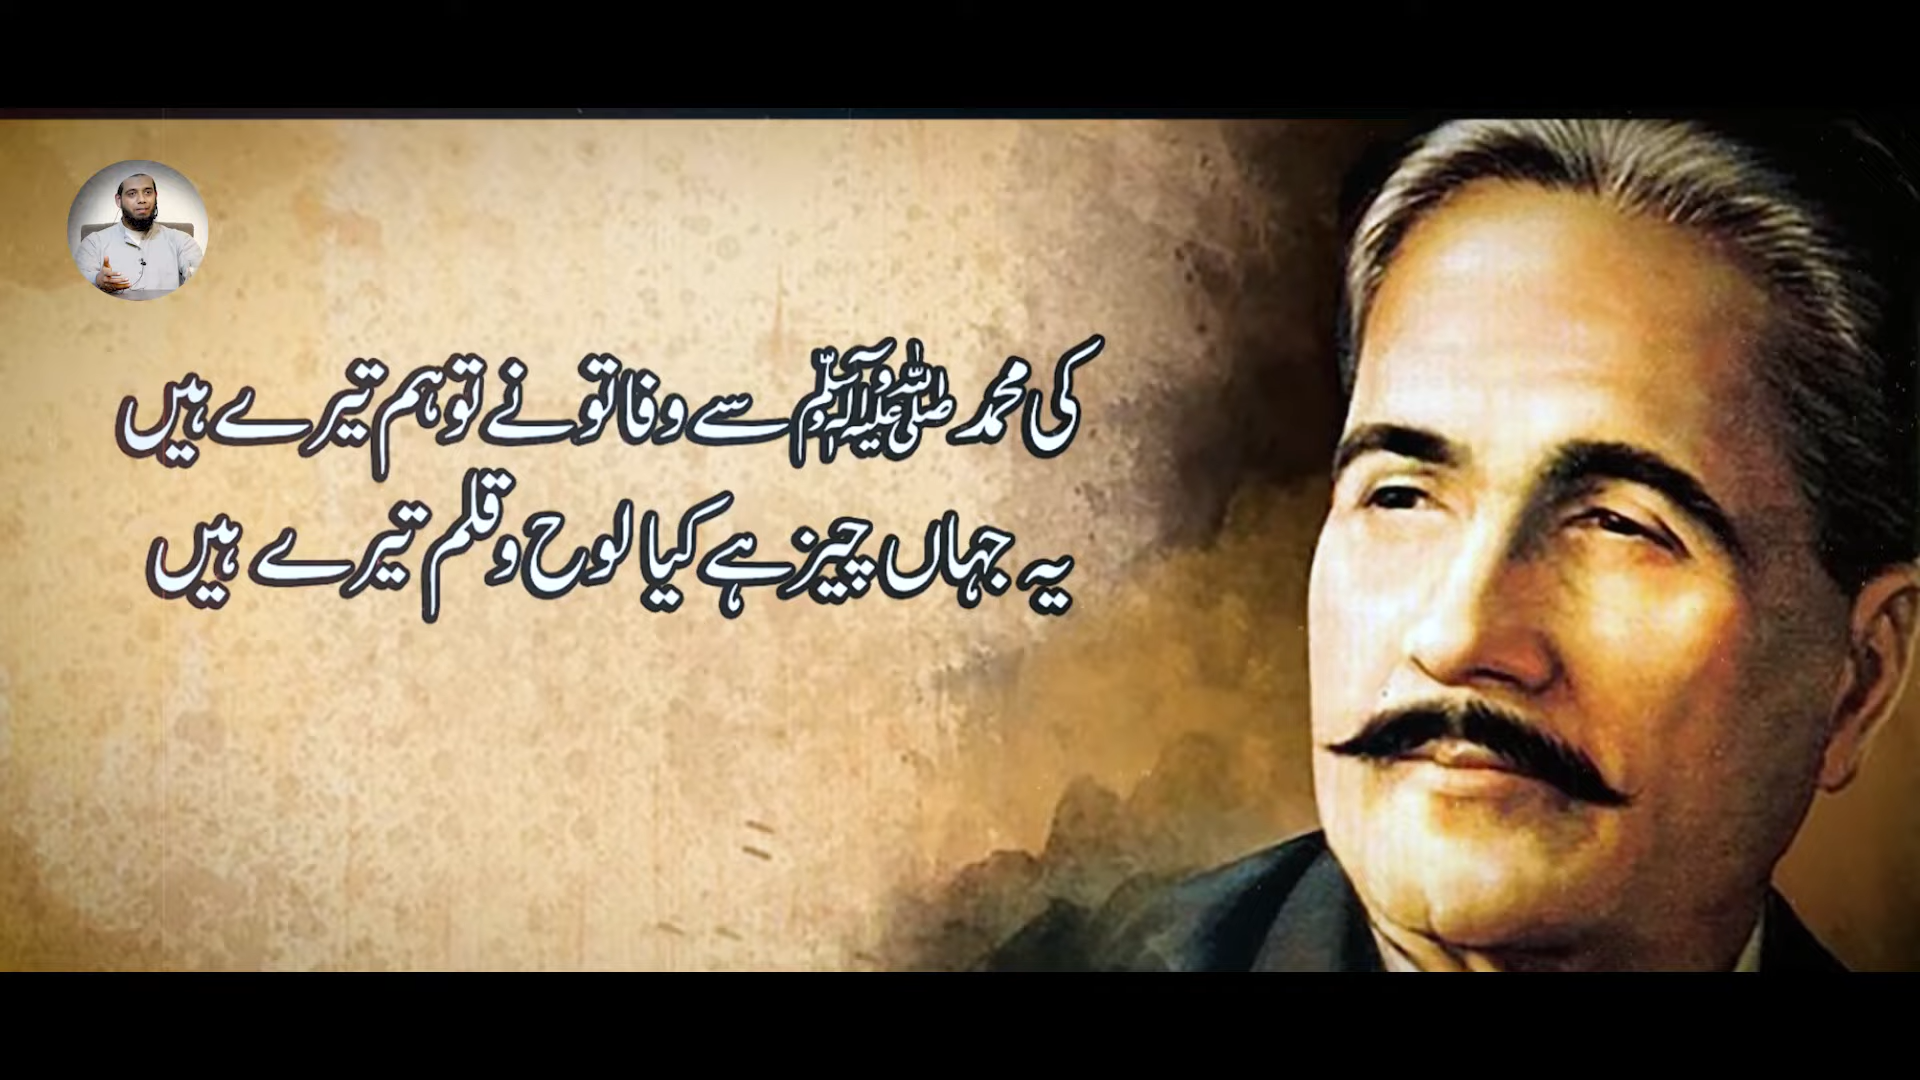 کی محمد صلی اللہ علیہ وآلہ وسلم سے وفا تو نے تو ہم تیرے ہیں
یہ جہاں چیز ہے کیا لوح و قلم تیرے ہیں